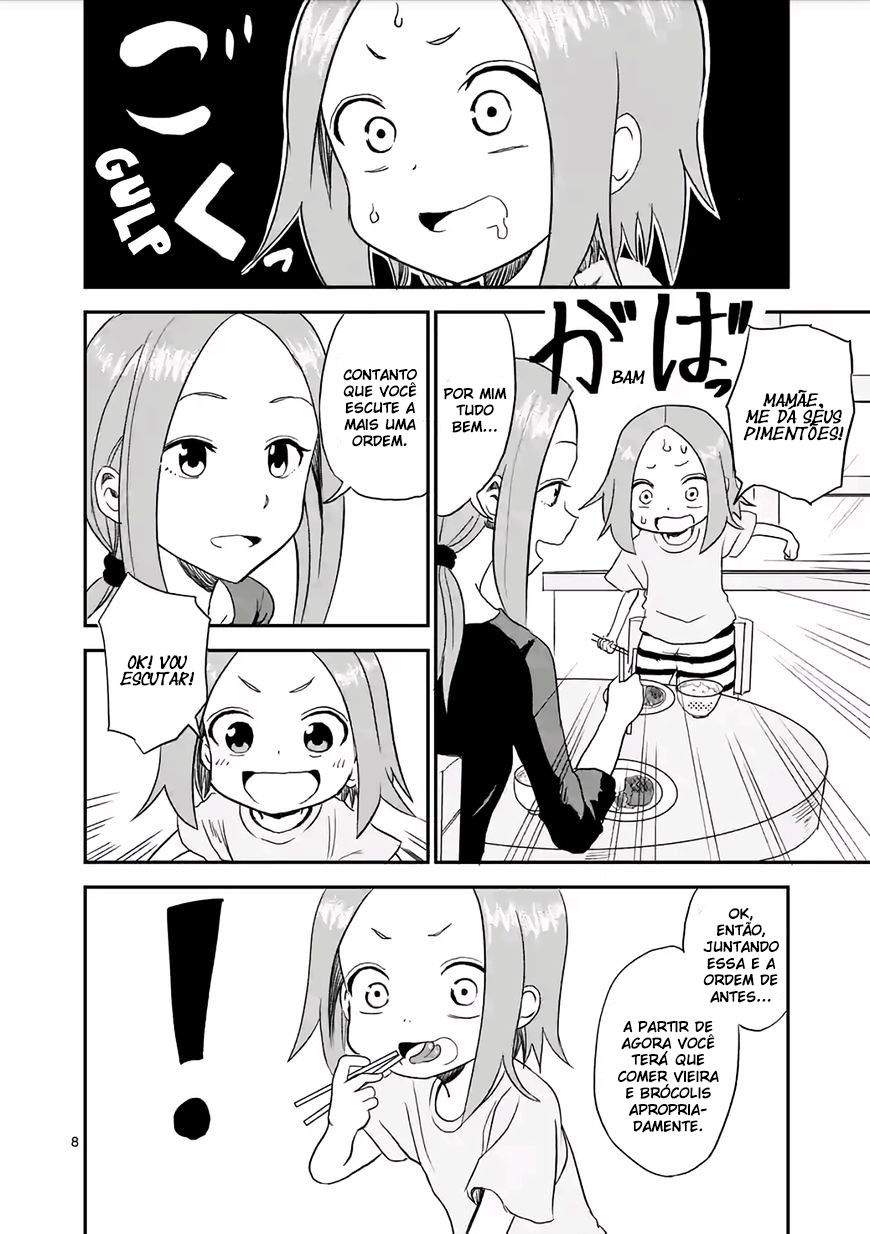 ごくっ
GULP
がばっ
BAM
MAMÃE,
ME DÁ SEUS
PIMENTÕES!
POR MIM
TUDO
BEM...
CONTANTO
QUE VOCÊ
ESCUTE A
MAIS UMA
ORDEM.
OK! VOU
ESCUTAR!
OK,
ENTÃO,
JUNTANDO
ESSA E A
ORDEM DE
ANTES...
A PARTIR DE
AGORA VOCÊ
TERÁ QUE
COMER VIEIRA
E BRÓCOLIS
APROPRIA-
DAMENTE.
!
8